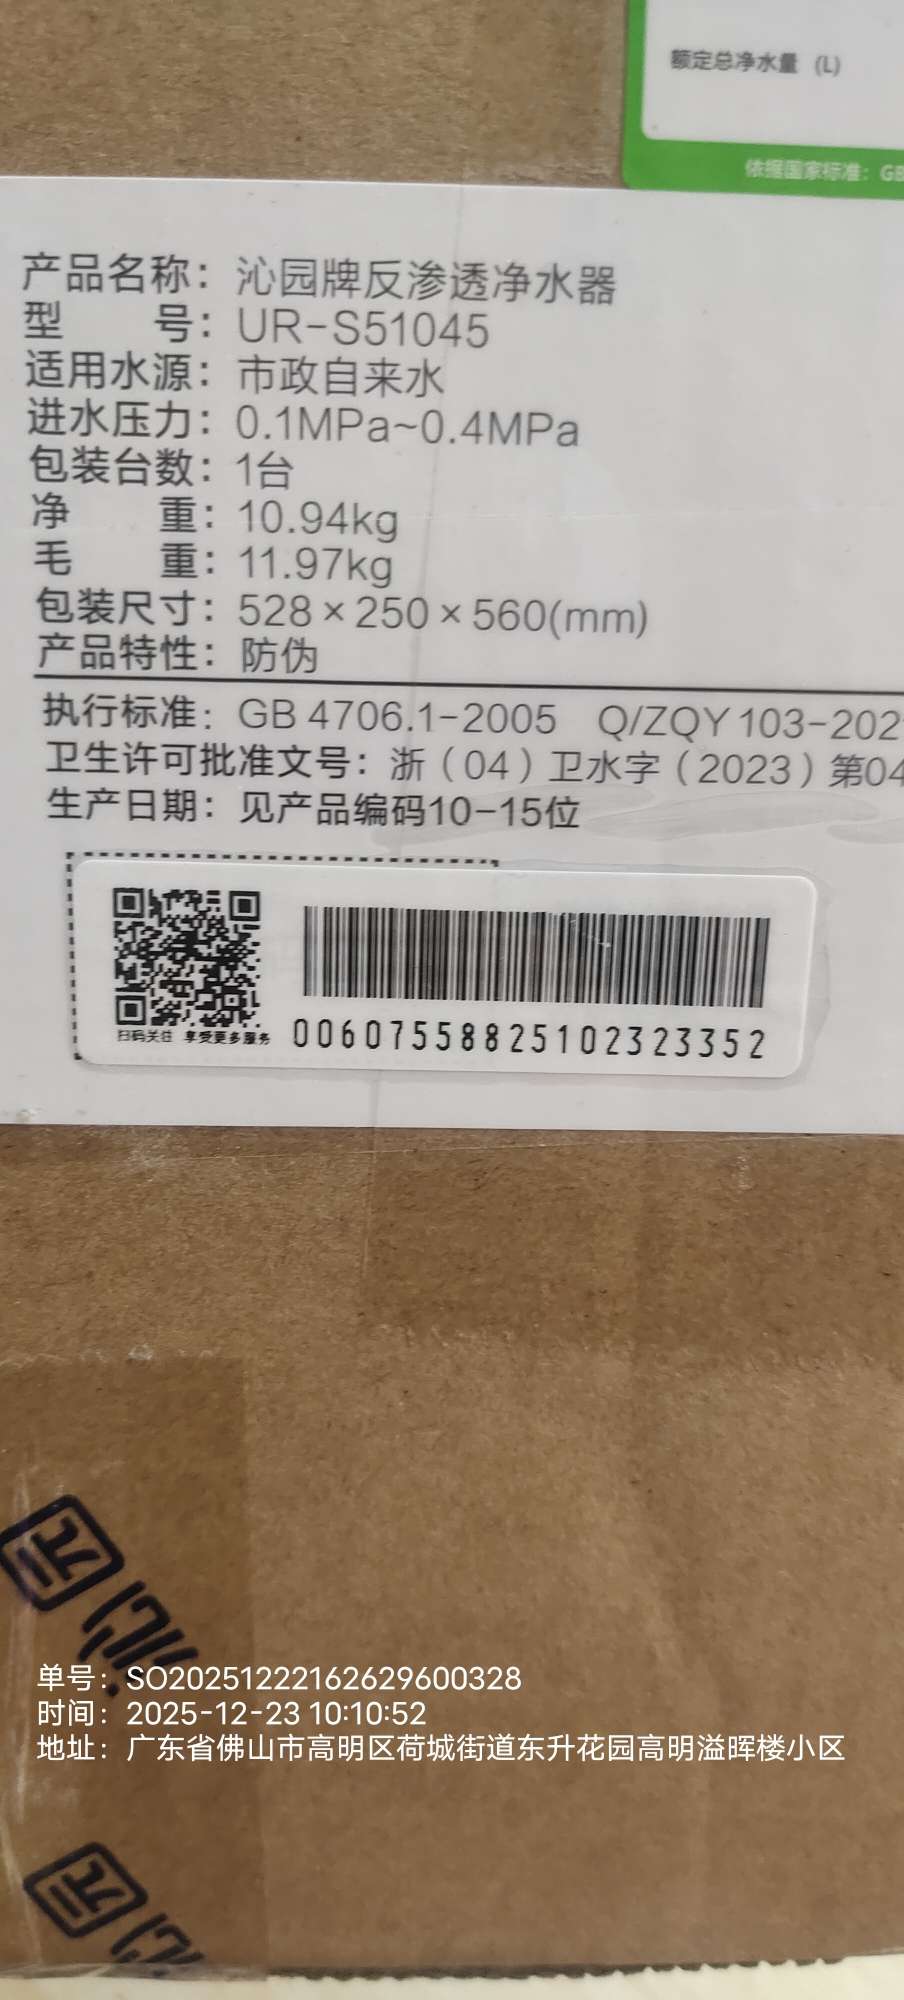 额定总净水量 (L)
依据国家标准：GB
产品名称：沁园牌反渗透净水器
型 号：UR-S51045
适用水源：市政自来水
进水压力：0.1MPa~0.4MPa
包装台数：1台
净 重：10.94kg
毛 重：11.97kg
包装尺寸：528×250×560(mm)
产品特性：防伪
执行标准：GB 4706.1-2005 Q/ZQY 103-202
卫生许可批准文号：浙（04）卫水字（2023）第04
生产日期：见产品编码10-15位
扫码关注 享受更多服务
00607558825102323352
沁园
单号：SO20251222162629600328
时间：2025-12-23 10:10:52
地址：广东省佛山市高明区荷城街道东升花园高明溢晖楼小区
沁园